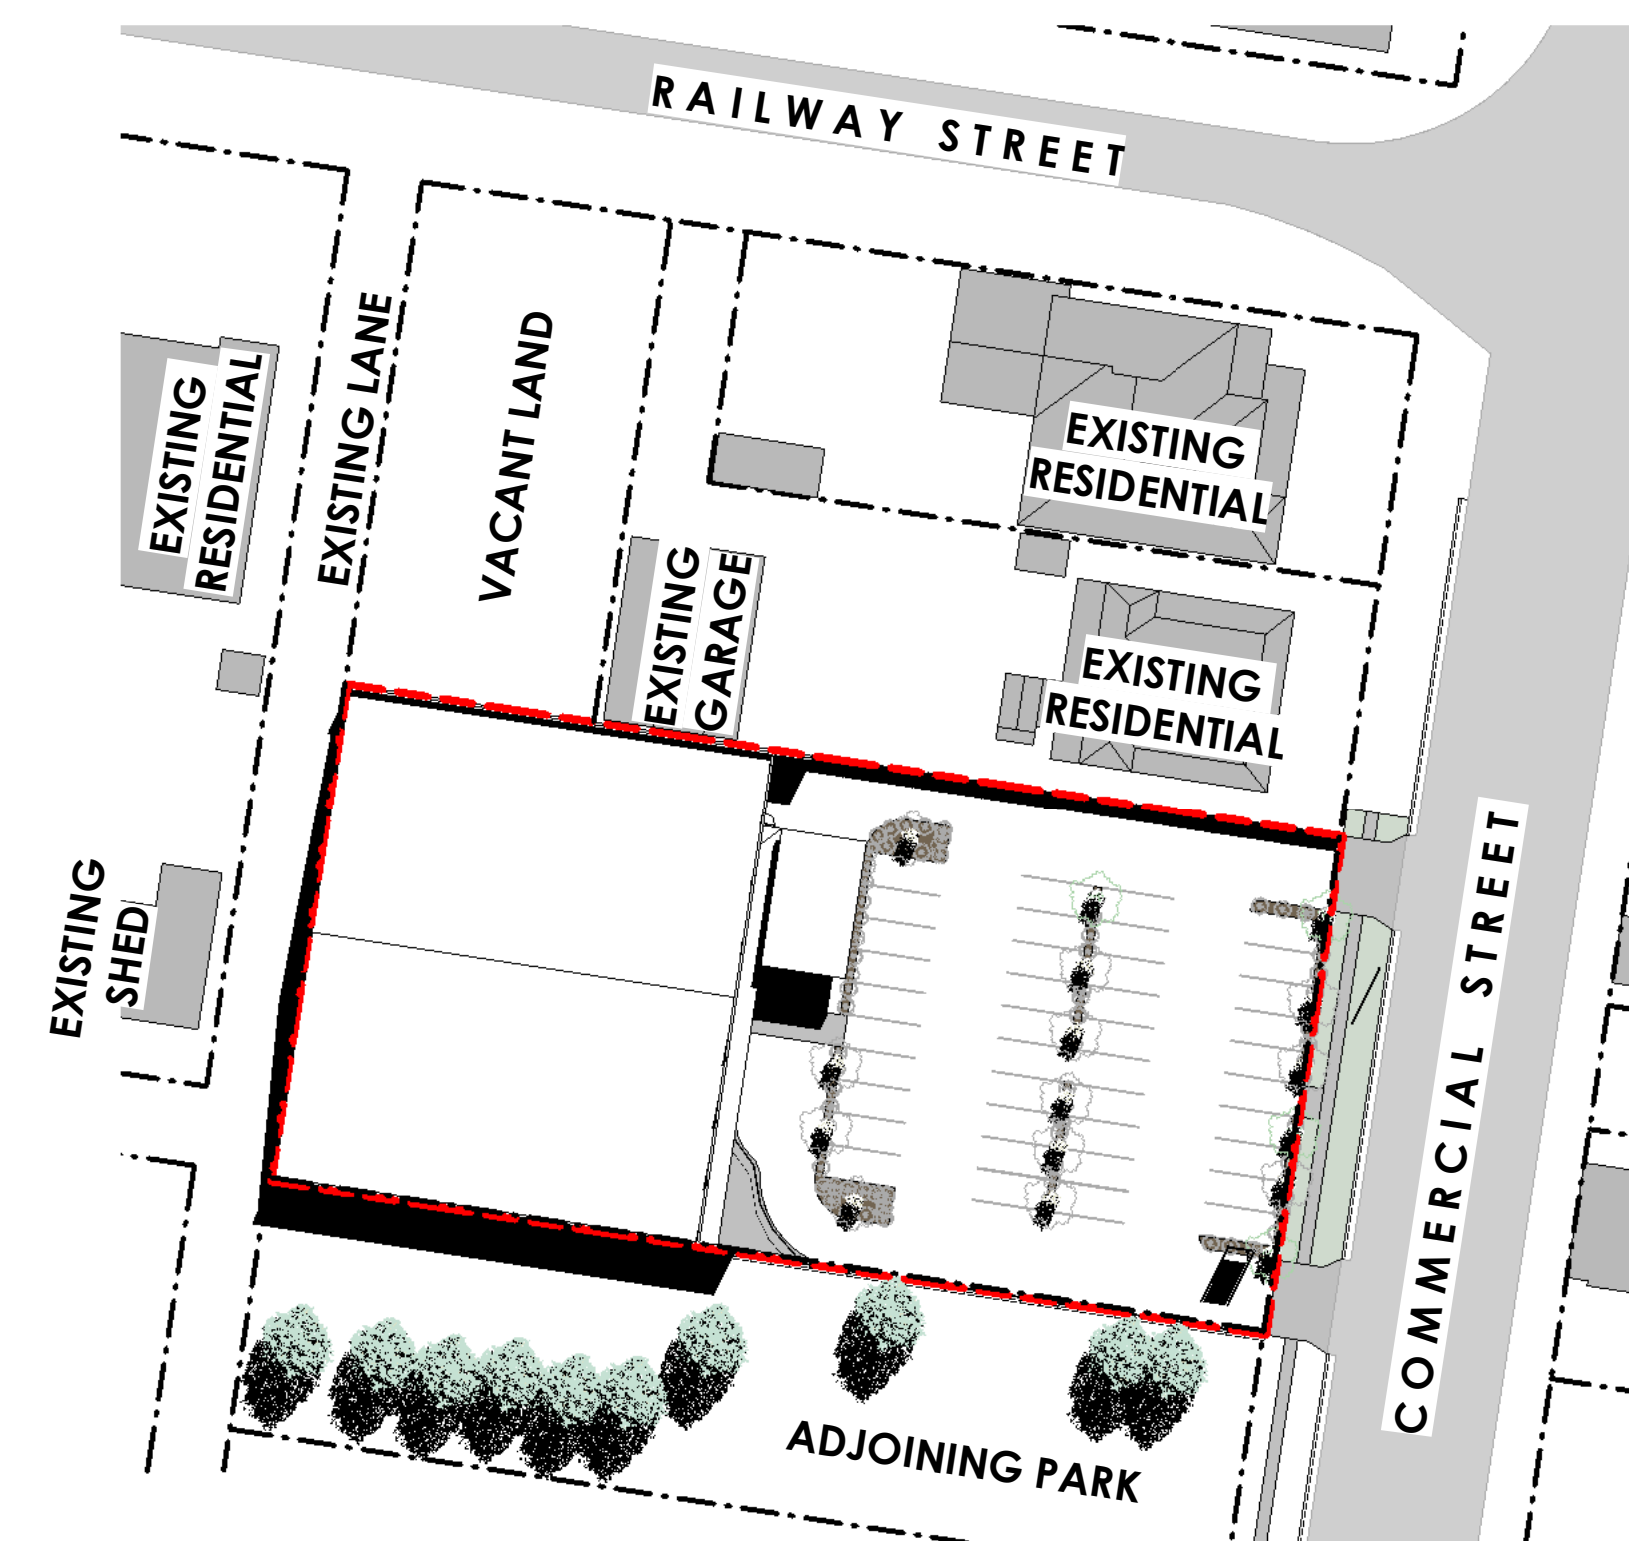 RAILWAY STREET
EXISTING
RESIDENTIAL
EXISTING LANE
VACANT LAND
EXISTING
RESIDENTIAL
EXISTING
GARAGE
EXISTING
RESIDENTIAL
EXISTING
SHED
COMMERCIAL STREET
ADJOINING PARK